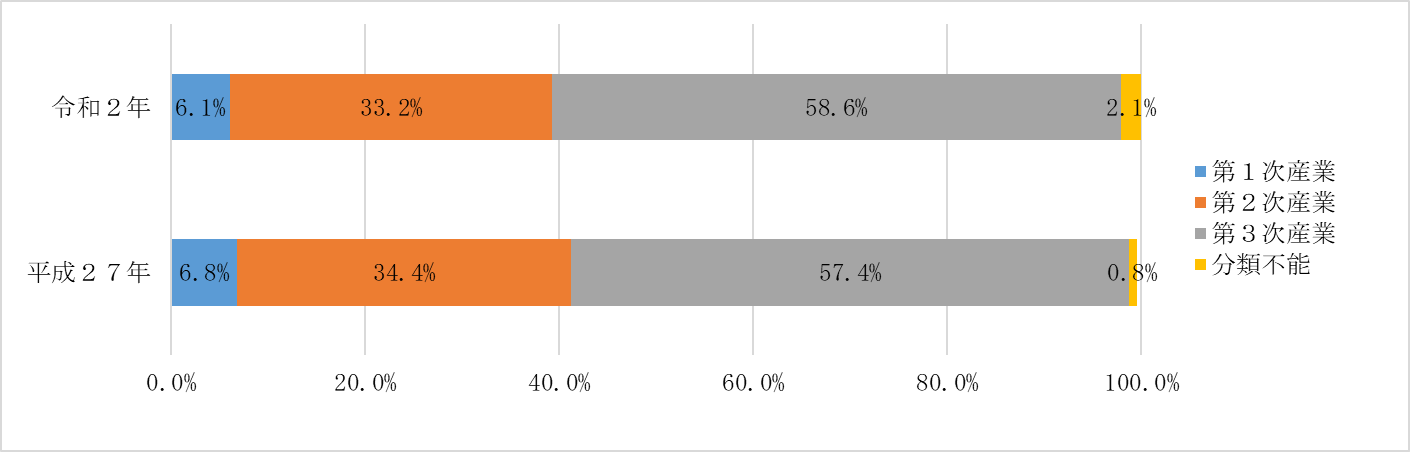 令和２年
6.1%
33.2%
58.6%
2.1%
平成２７年
6.8%
34.4%
57.4%
0.8%
0.0%
20.0%
40.0%
60.0%
80.0%
100.0%
第１次産業
第２次産業
第３次産業
分類不能